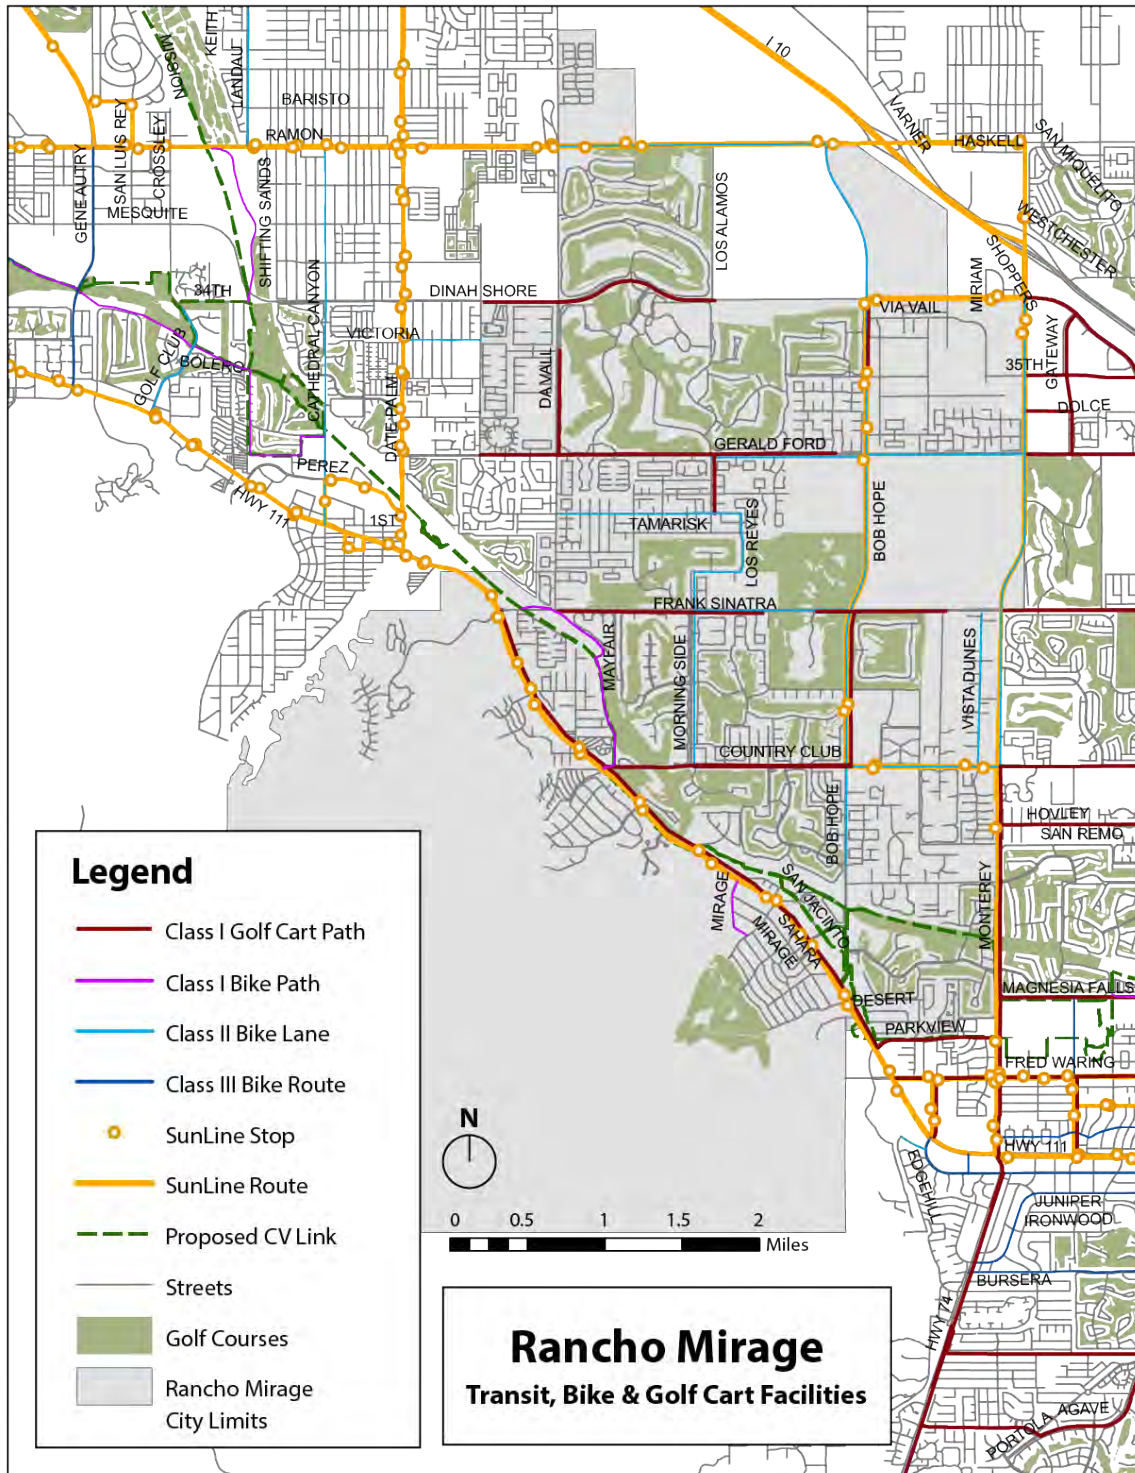 MISSION
KEITH
LANDAU
BARISTO
I 10
SAN LUIS REY
CROSSLEY
RAMON
VARNER
HASKELL
SAN MIQUELITO
GENE AUTRY
MESQUITE
SHIFTING SANDS
LOS ALAMOS
WESTCHESTER
34TH
DINAH SHORE
SHOPPERS
MIRIAM
VIA VAIL
CATHEDRAL CANYON
VICTORIA
GOLF CLUB
BOLERO
DA VALL
35TH
GATEWAY
DATE PALM
DOLCE
GERALD FORD
PEREZ
HWY 111
1ST
TAMARISK
LOS REYES
BOB HOPE
FRANK SINATRA
MAYFAIR
MORNING SIDE
VISTA DUNES
COUNTRY CLUB
BOB HOPE
HOVLEY
SAN REMO
MIRAGE
SAN JACINTO
MIRAGE
SAHARA
MONTEREY
DESERT
MAGNESIA FALLS
PARKVIEW
FRED WARING
HWY 111
EDGEHILL
JUNIPER
IRONWOOD
BURSERA
HWY 74
PORTOLA
AGAVE
Legend
Class I Golf Cart Path
Class I Bike Path
Class II Bike Lane
Class III Bike Route
SunLine Stop
SunLine Route
Proposed CV Link
Streets
Golf Courses
Rancho Mirage
City Limits
N
0 0.5 1 1.5 2
Miles
Rancho Mirage
Transit, Bike & Golf Cart Facilities